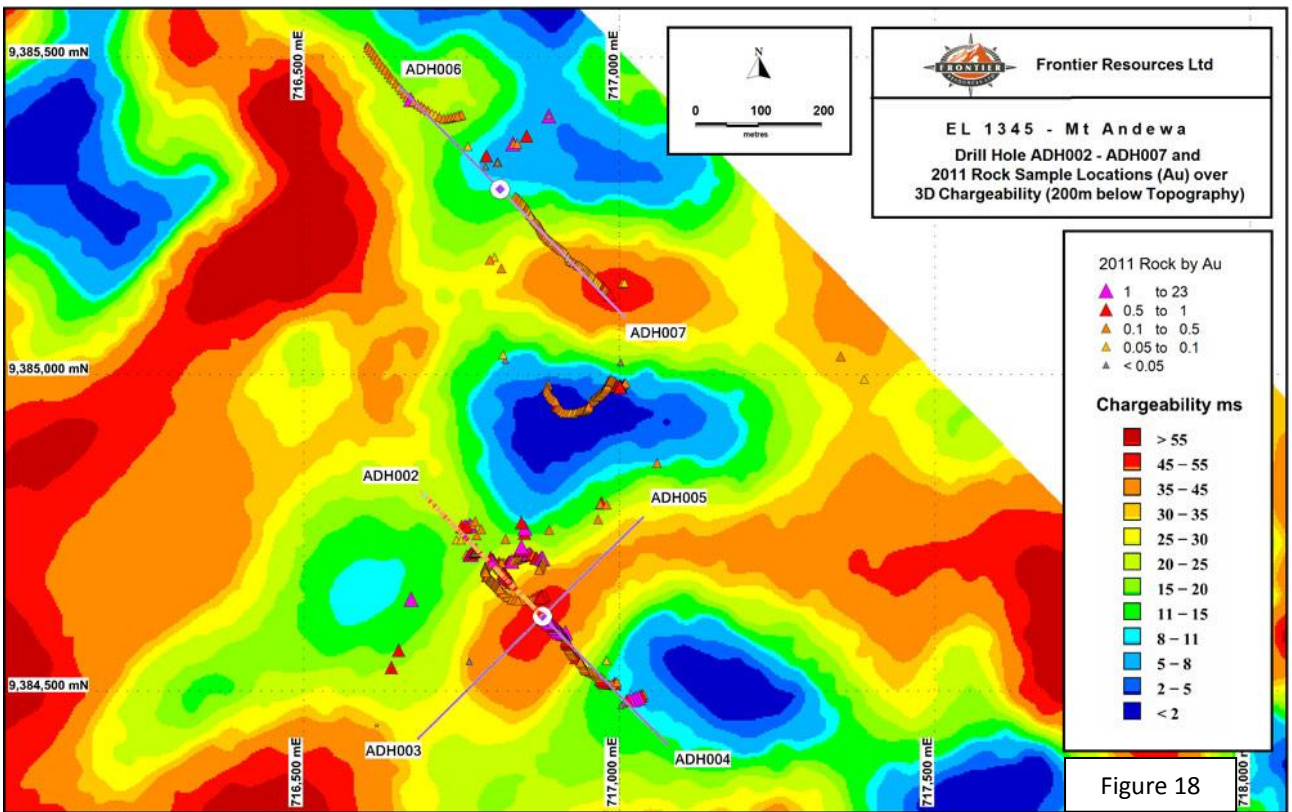 9,385,500 mN
716,500 mE
717,000 mE
ADH006
N
0 100 200
metres
FRONTIER
Frontier Resources Ltd
EL 1345 - Mt Andewa
Drill Hole ADH002 - ADH007 and
2011 Rock Sample Locations (Au) over
3D Chargeability (200m below Topography)
2011 Rock by Au
1 to 23
0.5 to 1
0.1 to 0.5
0.05 to 0.1
< 0.05
Chargeability ms
> 55
45 – 55
35 – 45
30 – 35
25 – 30
20 – 25
15 – 20
11 – 15
8 – 11
5 – 8
2 – 5
< 2
ADH007
9,385,000 mN
ADH002
ADH005
9,384,500 mN
ADH003
ADH004
716,500 mE
717,000 mE
717,500 mE
718,000 mE
Figure 18